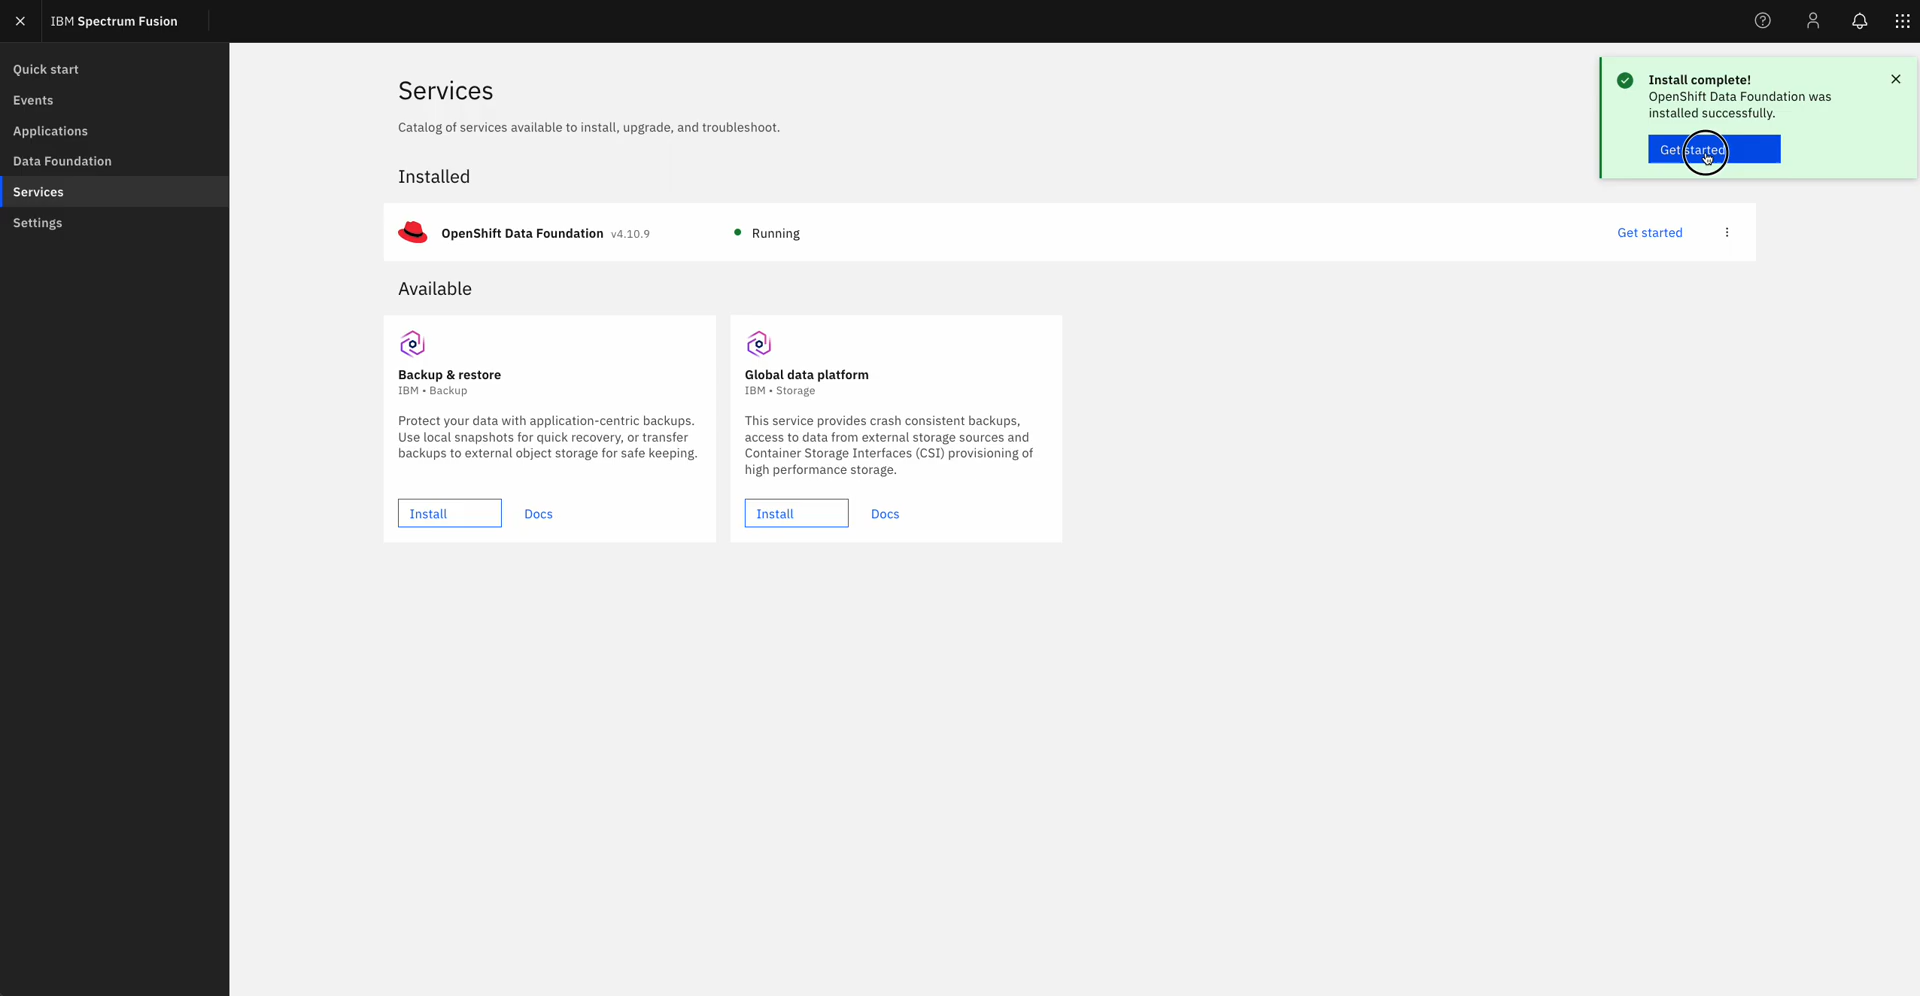 IBM Spectrum Fusion
Quick start
Events
Applications
Data Foundation
Services
Settings
Services
Catalog of services available to install, upgrade, and troubleshoot.
Install complete!
OpenShift Data Foundation was
installed successfully.
Get started
Installed
OpenShift Data Foundation v4.10.9
Running
Get started
Available
Backup & restore
IBM • Backup
Protect your data with application-centric backups.
Use local snapshots for quick recovery, or transfer
backups to external object storage for safe keeping.
Install
Docs
Global data platform
IBM • Storage
This service provides crash consistent backups,
access to data from external storage sources and
Container Storage Interfaces (CSI) provisioning of
high performance storage.
Install
Docs